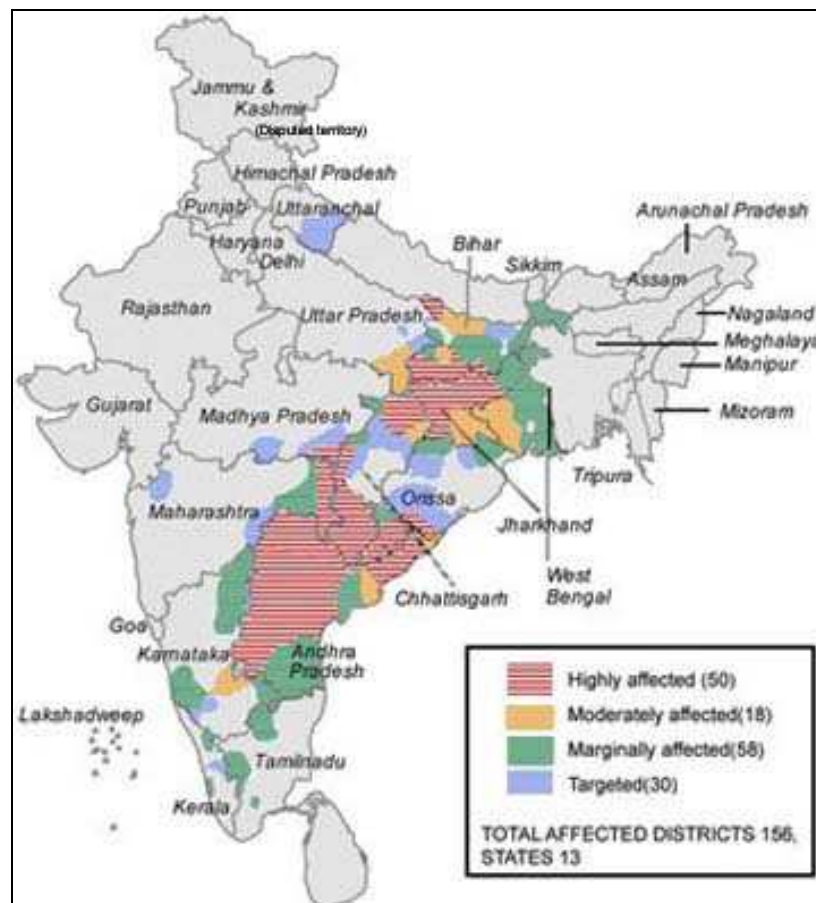 Jammu &
Kashmir
(Disputed territory)
Himachal Pradesh
Punjab
Uttaranchal
Haryana
Delhi
Arunachal Pradesh
Bihar
Sikkim
Assam
Rajasthan
Uttar Pradesh
Nagaland
Meghalaya
Manipur
Gujarat
Madhya Pradesh
Mizoram
Tripura
Maharashtra
Orissa
Jharkhand
Chhattisgarh
West
Bengal
Goa
Karnataka
Andhra
Pradesh
Lakshadweep
Tamilnadu
Kerala
Highly affected (50)
Moderately affected(18)
Marginally affected(58)
Targeted(30)
TOTAL AFFECTED DISTRICTS 156,
STATES 13